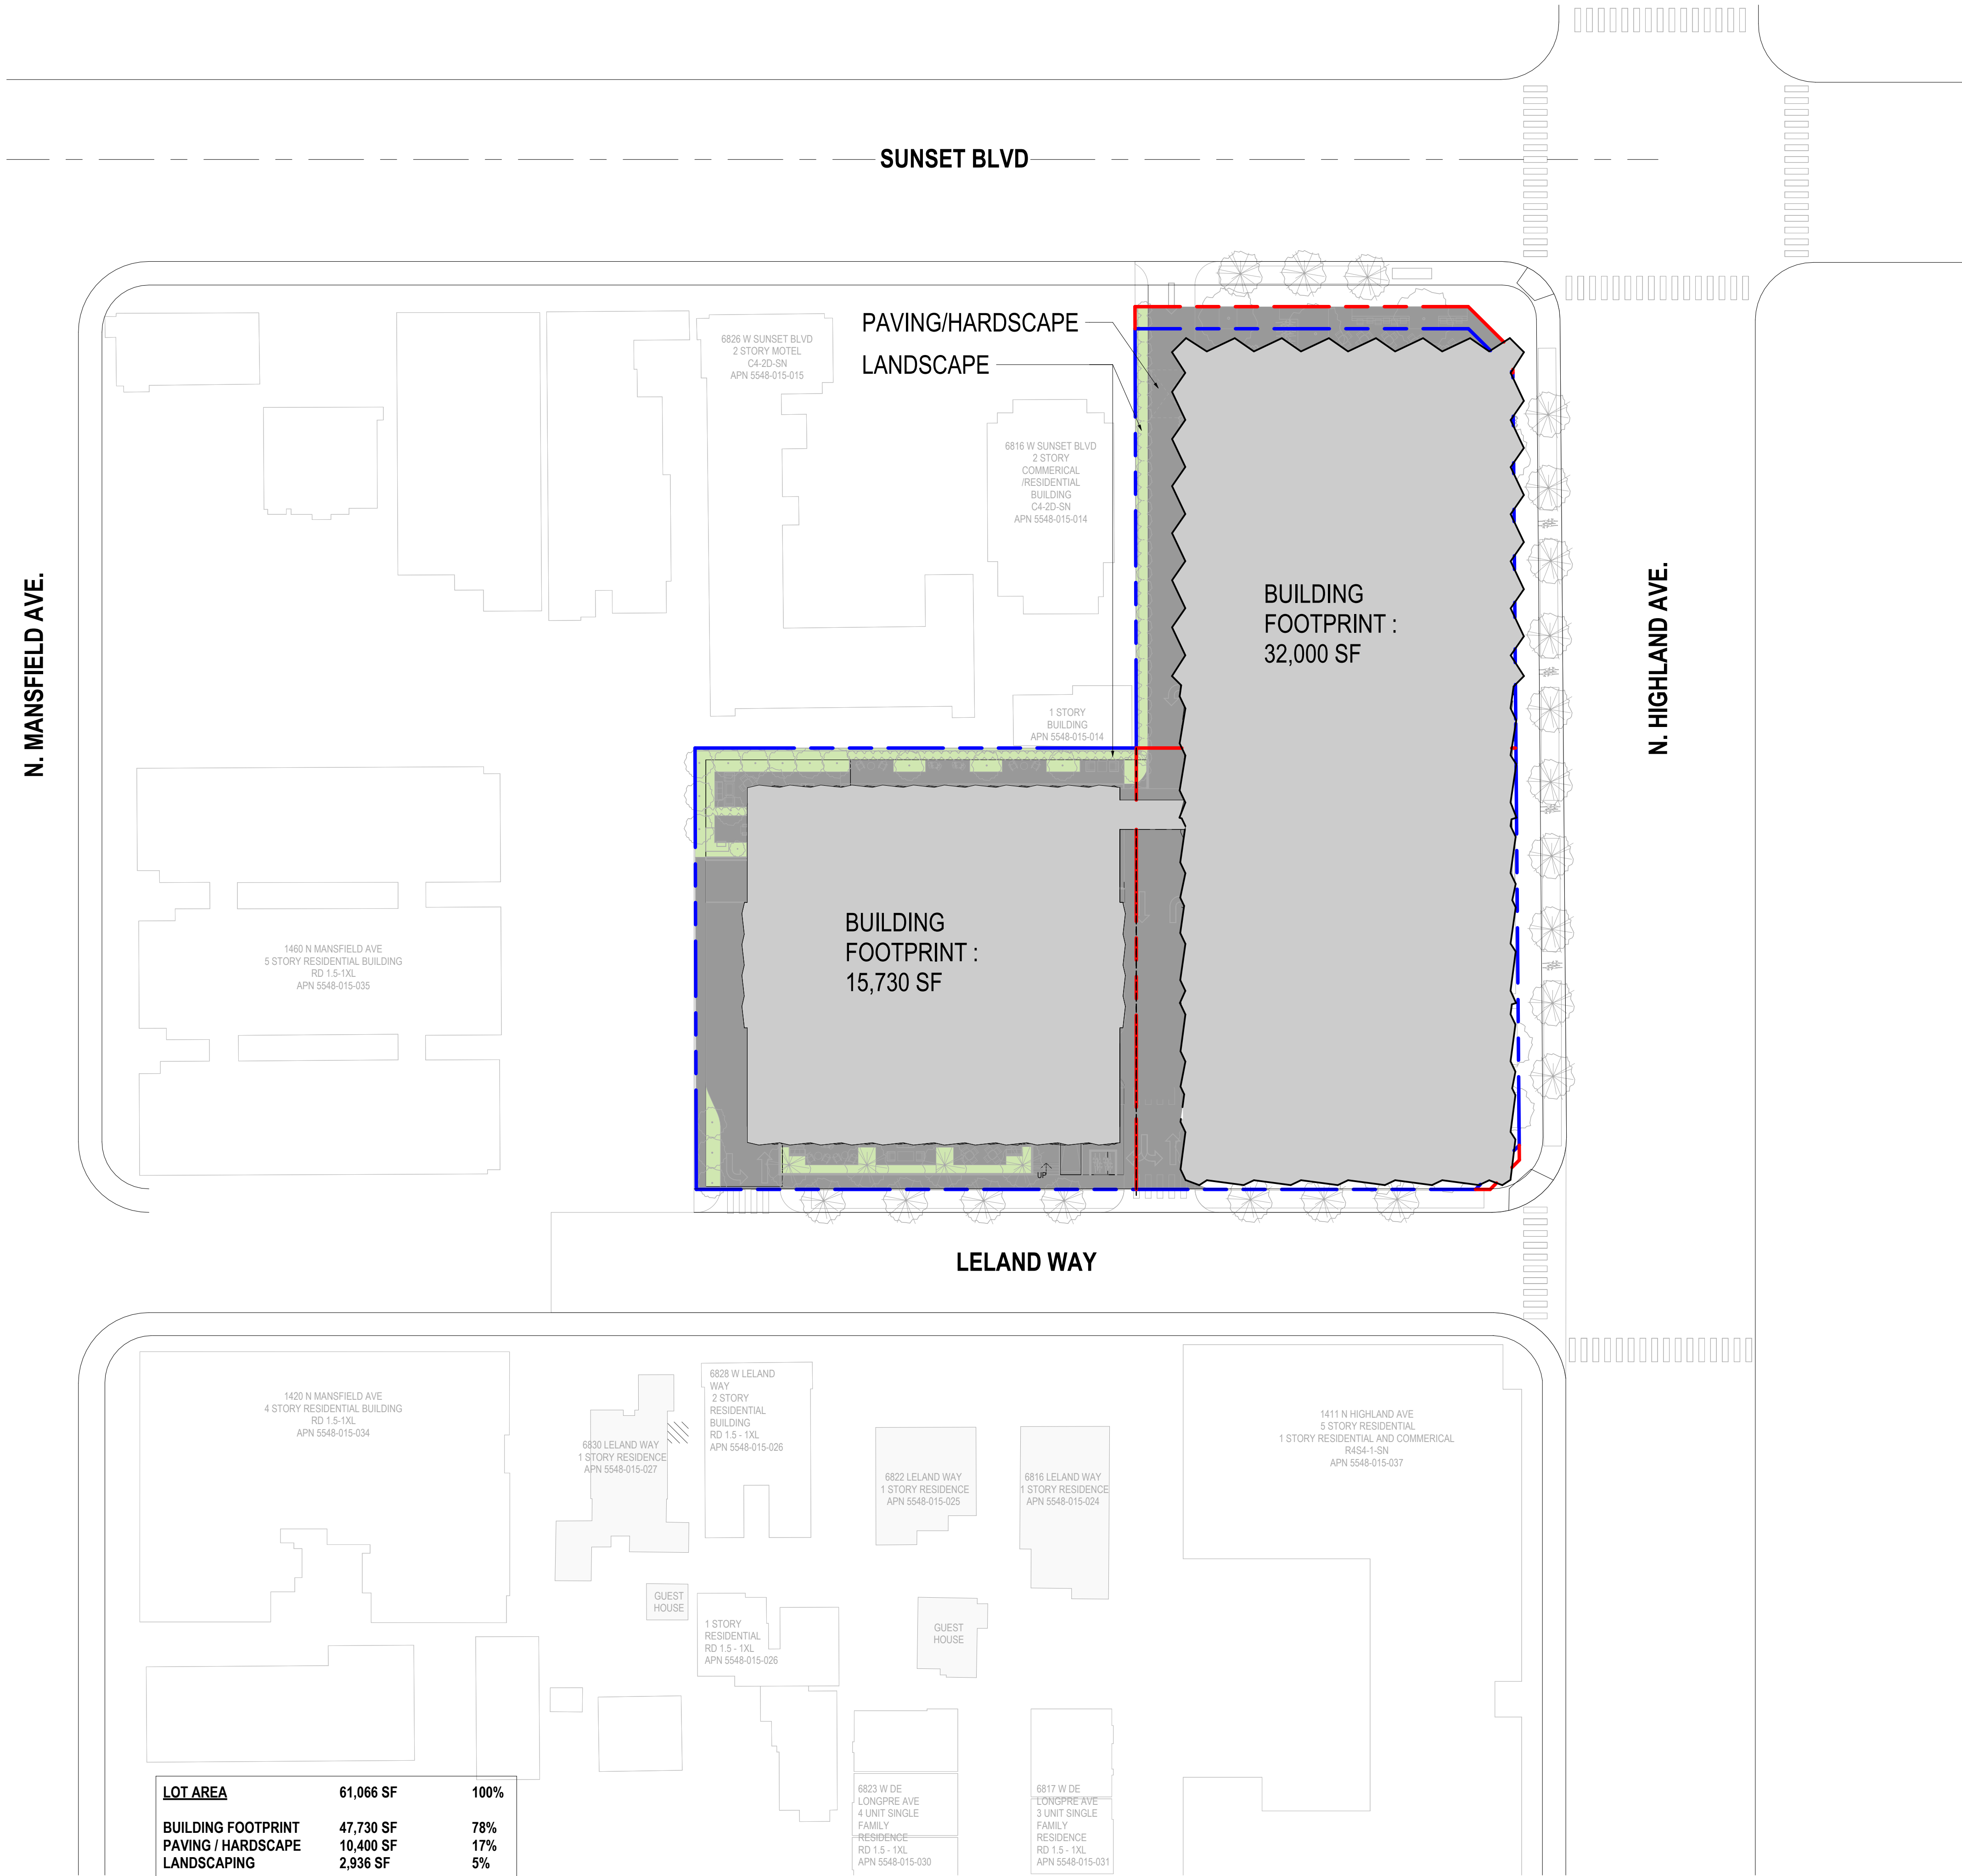 SUNSET BLVD
PAVING/HARDSCAPE
LANDSCAPE
6826 W SUNSET BLVD
2 STORY MOTEL
C4-2D-SN
APN 5548-015-015
6816 W SUNSET BLVD
2 STORY
COMMERICAL
/RESIDENTIAL
BUILDING
C4-2D-SN
APN 5548-015-014
N. MANSFIELD AVE.
BUILDING
FOOTPRINT :
32,000 SF
N. HIGHLAND AVE.
1 STORY
BUILDING
APN 5548-015-014
1460 N MANSFIELD AVE
5 STORY RESIDENTIAL BUILDING
RD 1.5-1XL
APN 5548-015-035
BUILDING
FOOTPRINT :
15,730 SF
UP
LELAND WAY
1420 N MANSFIELD AVE
4 STORY RESIDENTIAL BUILDING
RD 1.5-1XL
APN 5548-015-034
6830 LELAND WAY
1 STORY RESIDENCE
APN 5548-015-027
6828 W LELAND
WAY
2 STORY
RESIDENTIAL
BUILDING
RD 1.5 - 1XL
APN 5548-015-026
6822 LELAND WAY
1 STORY RESIDENCE
APN 5548-015-025
6816 LELAND WAY
1 STORY RESIDENCE
APN 5548-015-024
1411 N HIGHLAND AVE
5 STORY RESIDENTIAL
1 STORY RESIDENTIAL AND COMMERICAL
R4S4-1-SN
APN 5548-015-037
GUEST
HOUSE
1 STORY
RESIDENTIAL
RD 1.5 - 1XL
APN 5548-015-026
GUEST
HOUSE
6823 W DE
LONGPRE AVE
4 UNIT SINGLE
FAMILY
RESIDENCE
RD 1.5 - 1XL
APN 5548-015-030
6817 W DE
LONGPRE AVE
3 UNIT SINGLE
FAMILY
RESIDENCE
RD 1.5 - 1XL
APN 5548-015-031
LOT AREA 61,066 SF 100%
BUILDING FOOTPRINT 47,730 SF 78%
PAVING / HARDSCAPE 10,400 SF 17%
LANDSCAPING 2,936 SF 5%